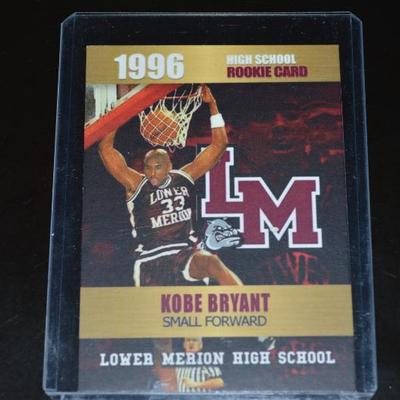 1996
HIGH SCHOOL
ROOKIE CARD
LOWER
33
MERION
LM
KOBE BRYANT
SMALL FORWARD
LOWER MERION HIGH SCHOOL